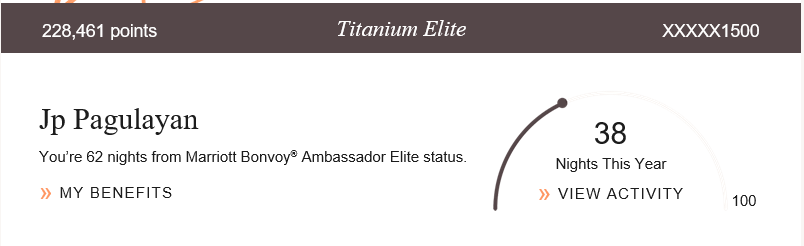 228,461 points
Titanium Elite
XXXXX1500
Jp Pagulayan
You're 62 nights from Marriott Bonvoy® Ambassador Elite status.
» MY BENEFITS
38
Nights This Year
» VIEW ACTIVITY
100